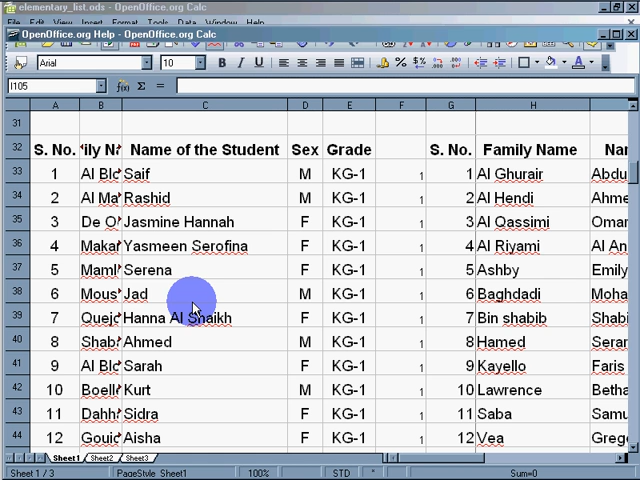 elementary_list.ods - OpenOffice.org Calc
File Edit View Insert Format Tools Data Window Help
OpenOffice.org Help - OpenOffice.org Calc
Arial 10 B I U
I105 f(x) Σ =
A B C D E F G H
31
32 S. No. Name of the Student Sex Grade S. No. Family Name
33 1 Saif M KG-1 1 1 Al Ghurair
34 2 Rashid M KG-1 1 2 Al Hendi
35 3 Jasmine Hannah F KG-1 1 3 Al Qassimi
36 4 Yasmeen Serofina F KG-1 1 4 Al Riyami
37 5 Serena F KG-1 1 5 Ashby
38 6 Jad M KG-1 1 6 Baghdadi
39 7 Hanna Al Shaikh F KG-1 1 7 Bin shabib
40 8 Ahmed M KG-1 1 8 Hamed
41 9 Sarah F KG-1 1 9 Kayello
42 10 Kurt M KG-1 1 10 Lawrence
43 11 Sidra F KG-1 1 11 Saba
44 12 Aisha F KG-1 1 12 Vea
Sheet1 Sheet2 Sheet3
Sheet 1 / 3 PageStyle_Sheet1 100% STD * Sum=0